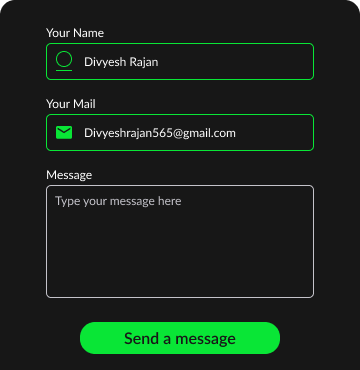 Your Name
Divyesh Rajan
Your Mail
Divyeshrajan565@gmail.com
Message
Type your message here
Send a message